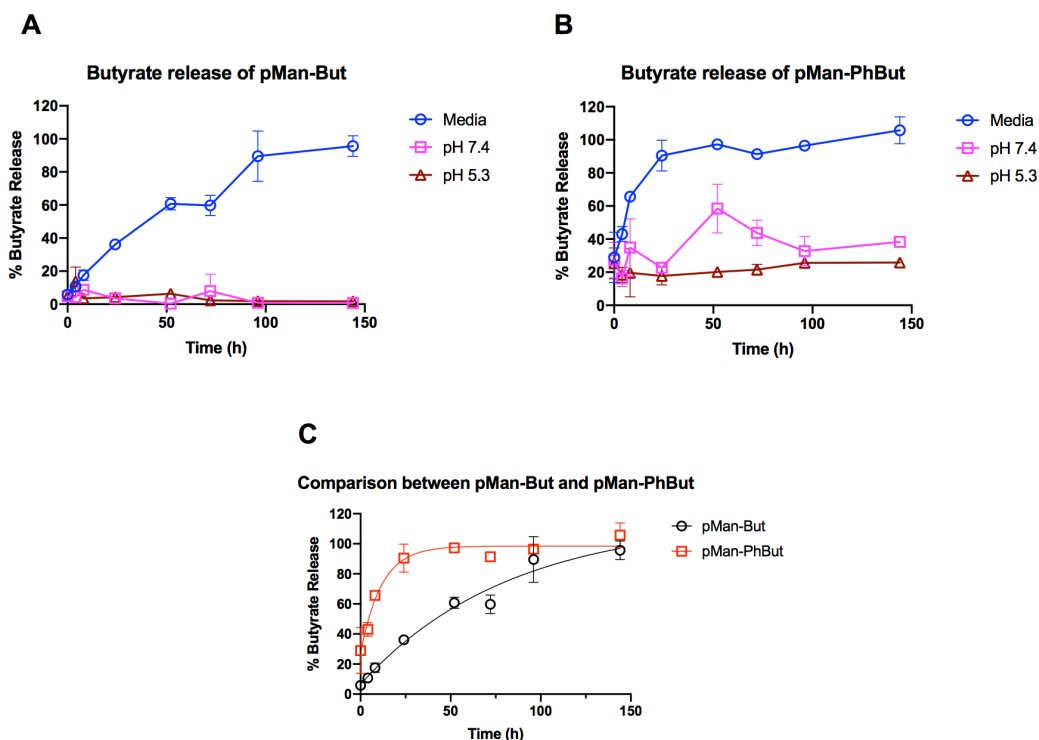 A
Butyrate release of pMan-But
% Butyrate Release
120
100
80
60
40
20
0
0
50
100
150
Time (h)
Media
pH 7.4
pH 5.3
B
Butyrate release of pMan-PhBut
% Butyrate Release
120
100
80
60
40
20
0
0
50
100
150
Time (h)
Media
pH 7.4
pH 5.3
C
Comparison between pMan-But and pMan-PhBut
% Butyrate Release
120
100
80
60
40
20
0
0
50
100
150
Time (h)
pMan-But
pMan-PhBut